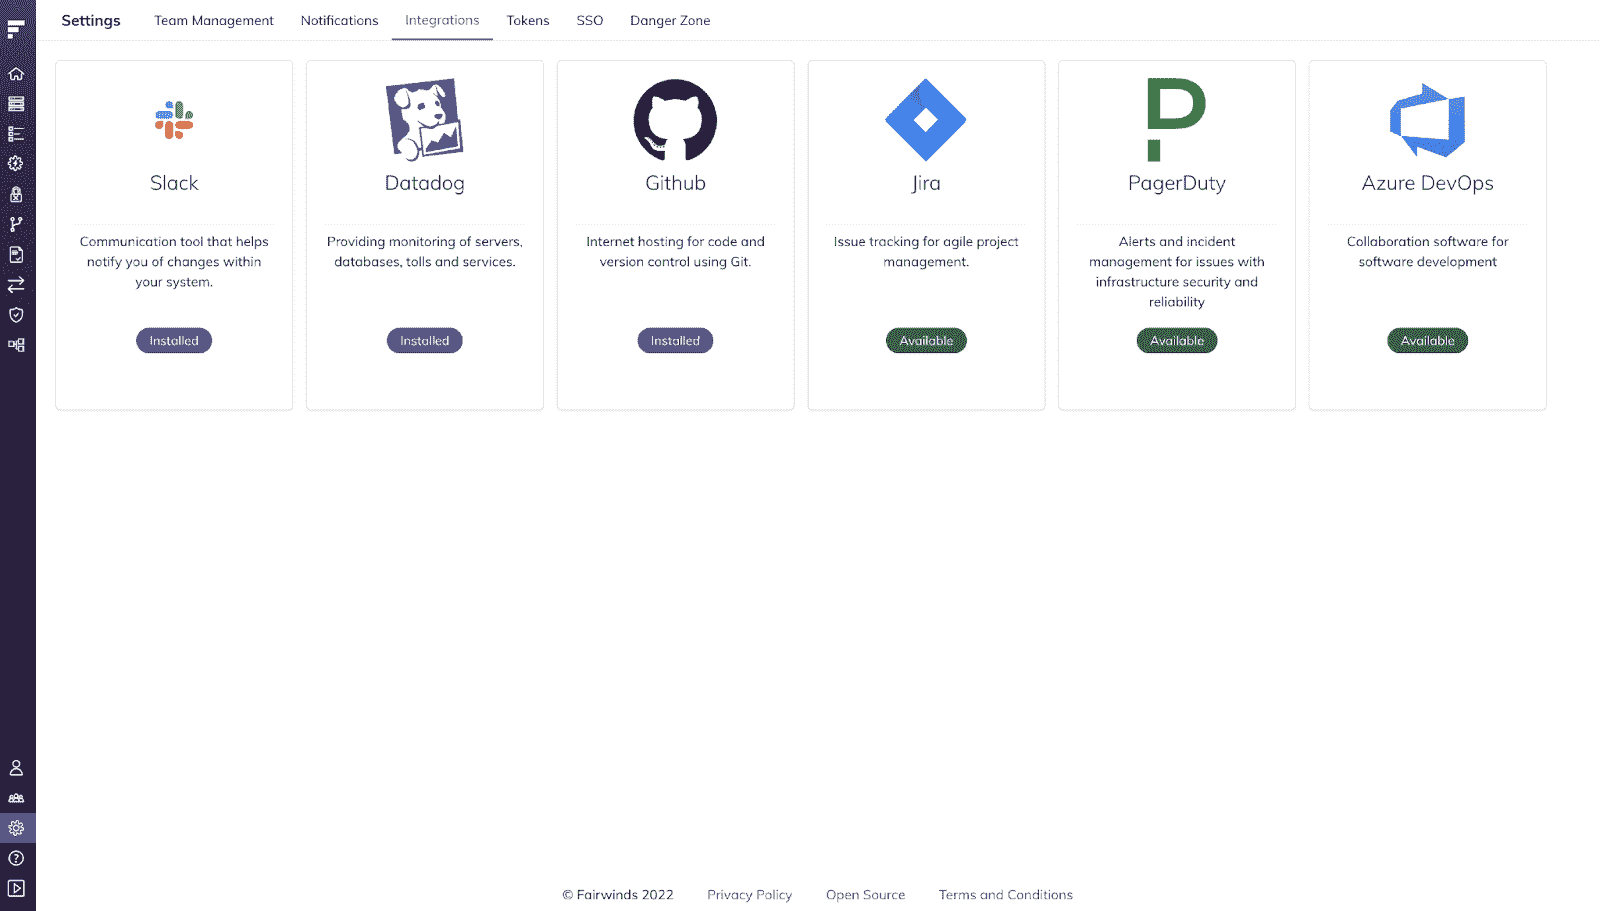 Settings Team Management Notifications Integrations Tokens SSO Danger Zone
Slack
Communication tool that helps
notify you of changes within
your system.
Installed
Datadog
Providing monitoring of servers,
databases, tolls and services.
Installed
Github
Internet hosting for code and
version control using Git.
Installed
Jira
Issue tracking for agile project
management.
Available
PagerDuty
Alerts and incident
management for issues with
infrastructure security and
reliability
Available
Azure DevOps
Collaboration software for
software development
Available
© Fairwinds 2022 Privacy Policy Open Source Terms and Conditions